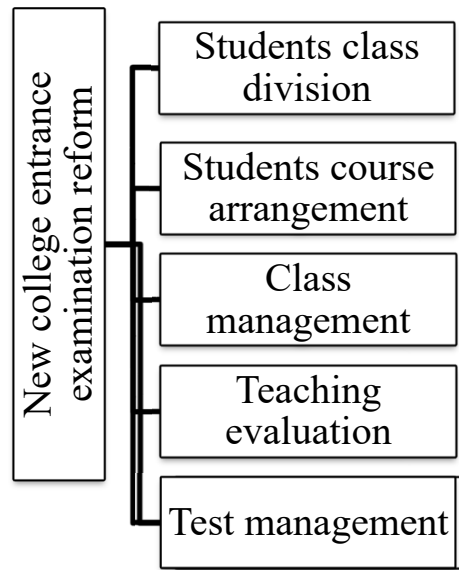 New college entrance
examination reform
Students class
division
Students course
arrangement
Class
management
Teaching
evaluation
Test management